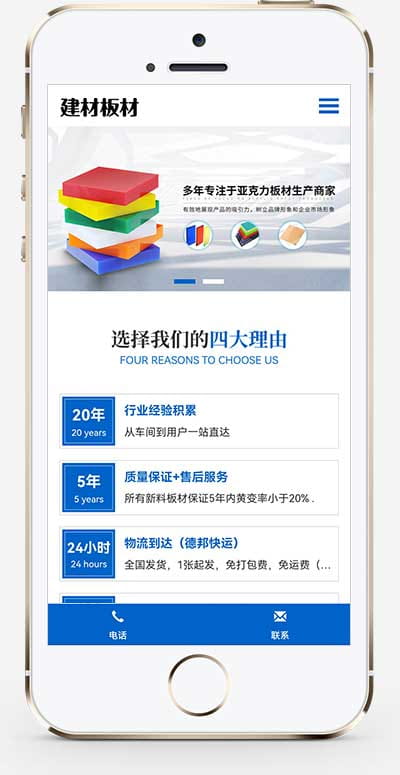 建材板材
多年专注于亚克力板材生产商家
有效地展现产品的吸引力，树立品牌形象和企业市场形象
选择我们的四大理由
FOUR REASONS TO CHOOSE US
20年
20 years
行业经验积累
从车间到用户一站直达
5年
5 years
质量保证+售后服务
所有新料板材保证5年内黄变率小于20% .
24小时
24 hours
物流到达（德邦快运）
全国发货，1张起发，免打包费，免运费（...
电话
联系